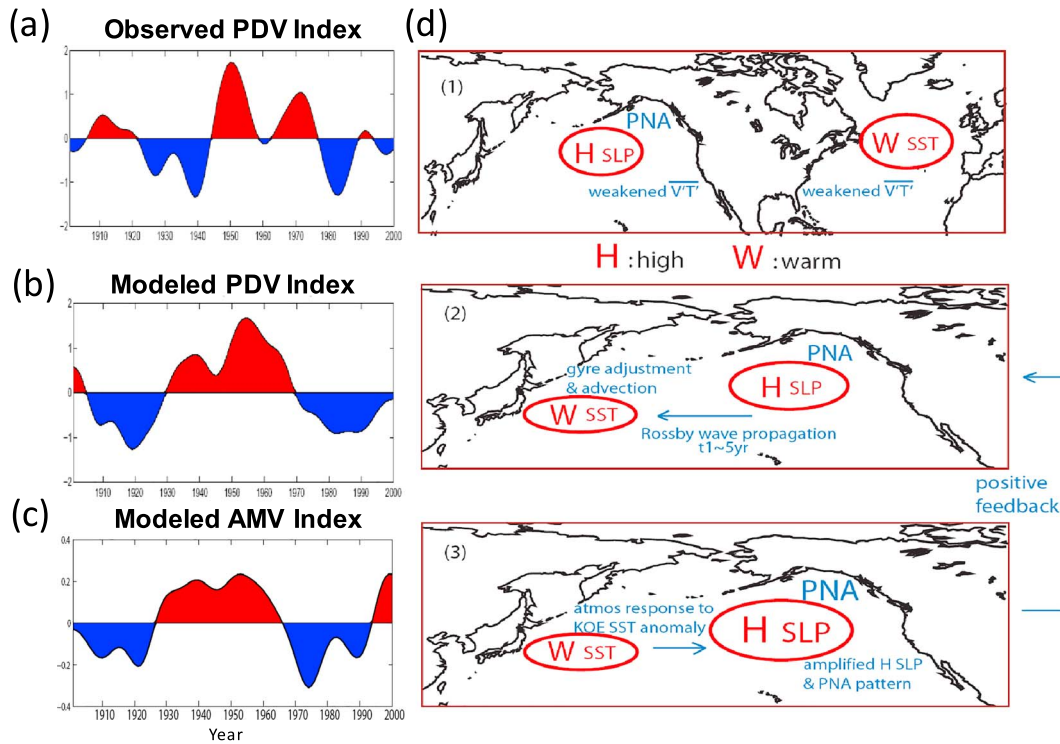 (a)
Observed PDV Index
2
1
0
−1
−2
1910 1920 1930 1940 1950 1960 1970 1980 1990 2000
(b)
Modeled PDV Index
2
1
0
−1
−2
1910 1920 1930 1940 1950 1960 1970 1980 1990 2000
(c)
Modeled AMV Index
0.4
0.2
0
−0.2
−0.4
1910 1920 1930 1940 1950 1960 1970 1980 1990 2000
Year
(d)
(1)
PNA
H SLP
W SST
weakened V'T'
weakened V'T'
H :high W :warm
(2)
PNA
gyre adjustment
& advection
H SLP
W SST
Rossby wave propagation
t1~5yr
positive
feedback
(3)
PNA
atmos response to
KOE SST anomaly
H SLP
W SST
amplified H SLP
& PNA pattern